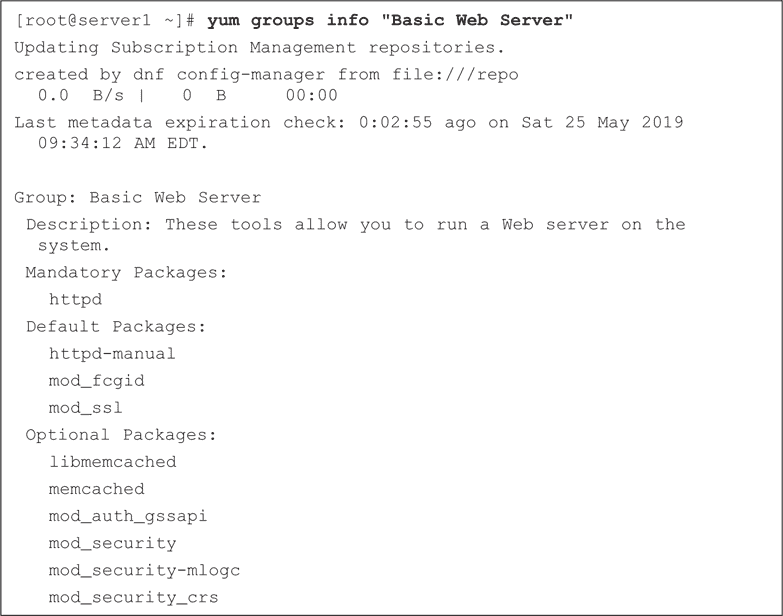 [root@server1 ~]# yum groups info "Basic Web Server"
Updating Subscription Management repositories.
created by dnf config-manager from file:///repo
0.0 B/s | 0 B 00:00
Last metadata expiration check: 0:02:55 ago on Sat 25 May 2019
09:34:12 AM EDT.
Group: Basic Web Server
Description: These tools allow you to run a Web server on the
system.
Mandatory Packages:
httpd
Default Packages:
httpd-manual
mod_fcgid
mod_ssl
Optional Packages:
libmemcached
memcached
mod_auth_gssapi
mod_security
mod_security-mlogc
mod_security_crs